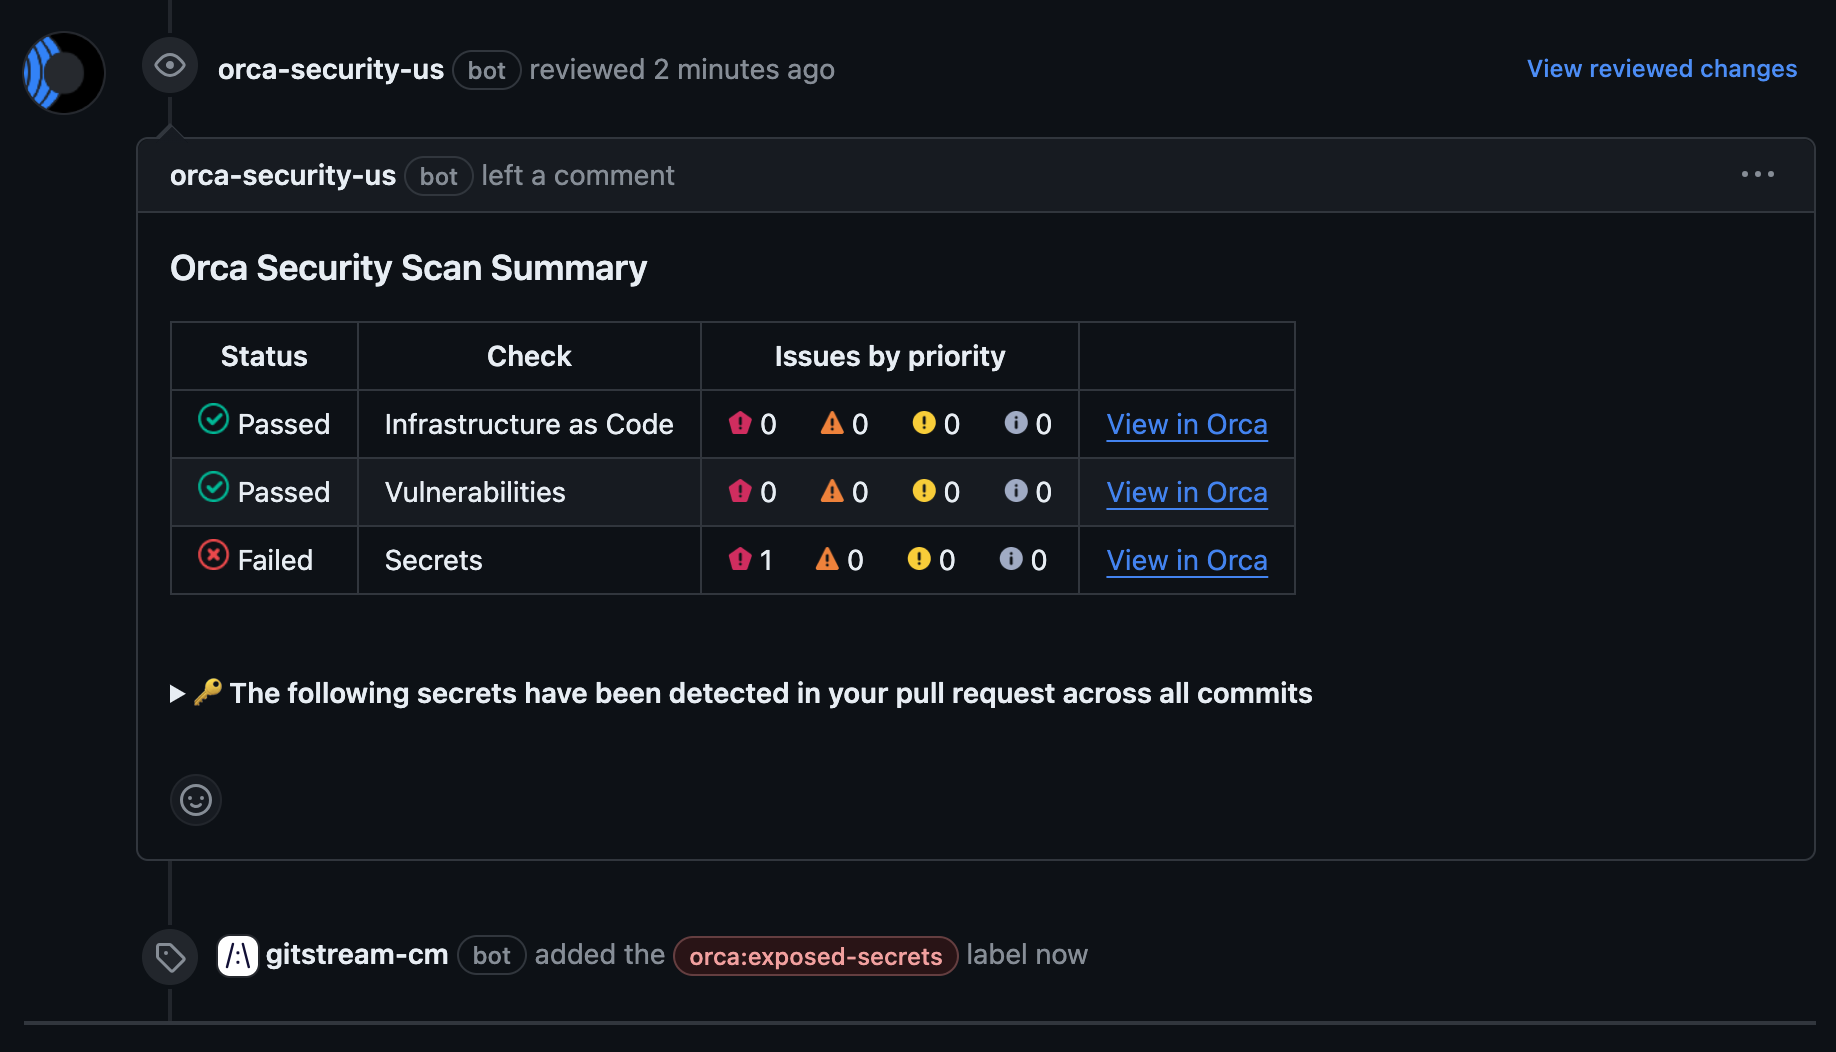 orca-security-us bot reviewed 2 minutes ago
View reviewed changes
orca-security-us bot left a comment
Orca Security Scan Summary
Status Check Issues by priority
Passed Infrastructure as Code 0 0 0 0 View in Orca
Passed Vulnerabilities 0 0 0 0 View in Orca
Failed Secrets 1 0 0 0 View in Orca
The following secrets have been detected in your pull request across all commits
/:\ gitstream-cm bot added the orca:exposed-secrets label now